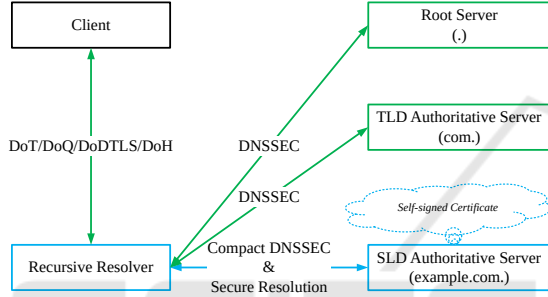 Client
Root Server
(.)
TLD Authoritative Server
(com.)
DoT/DoQ/DoDTLS/DoH
DNSSEC
DNSSEC
Self-signed Certificate
Recursive Resolver
Compact DNSSEC
&
Secure Resolution
SLD Authoritative Server
(example.com.)